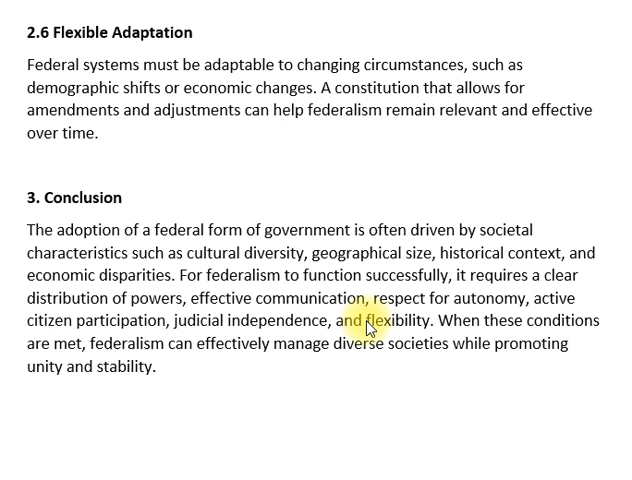 2.6 Flexible Adaptation
Federal systems must be adaptable to changing circumstances, such as
demographic shifts or economic changes. A constitution that allows for
amendments and adjustments can help federalism remain relevant and effective
over time.
3. Conclusion
The adoption of a federal form of government is often driven by societal
characteristics such as cultural diversity, geographical size, historical context, and
economic disparities. For federalism to function successfully, it requires a clear
distribution of powers, effective communication, respect for autonomy, active
citizen participation, judicial independence, and flexibility. When these conditions
are met, federalism can effectively manage diverse societies while promoting
unity and stability.